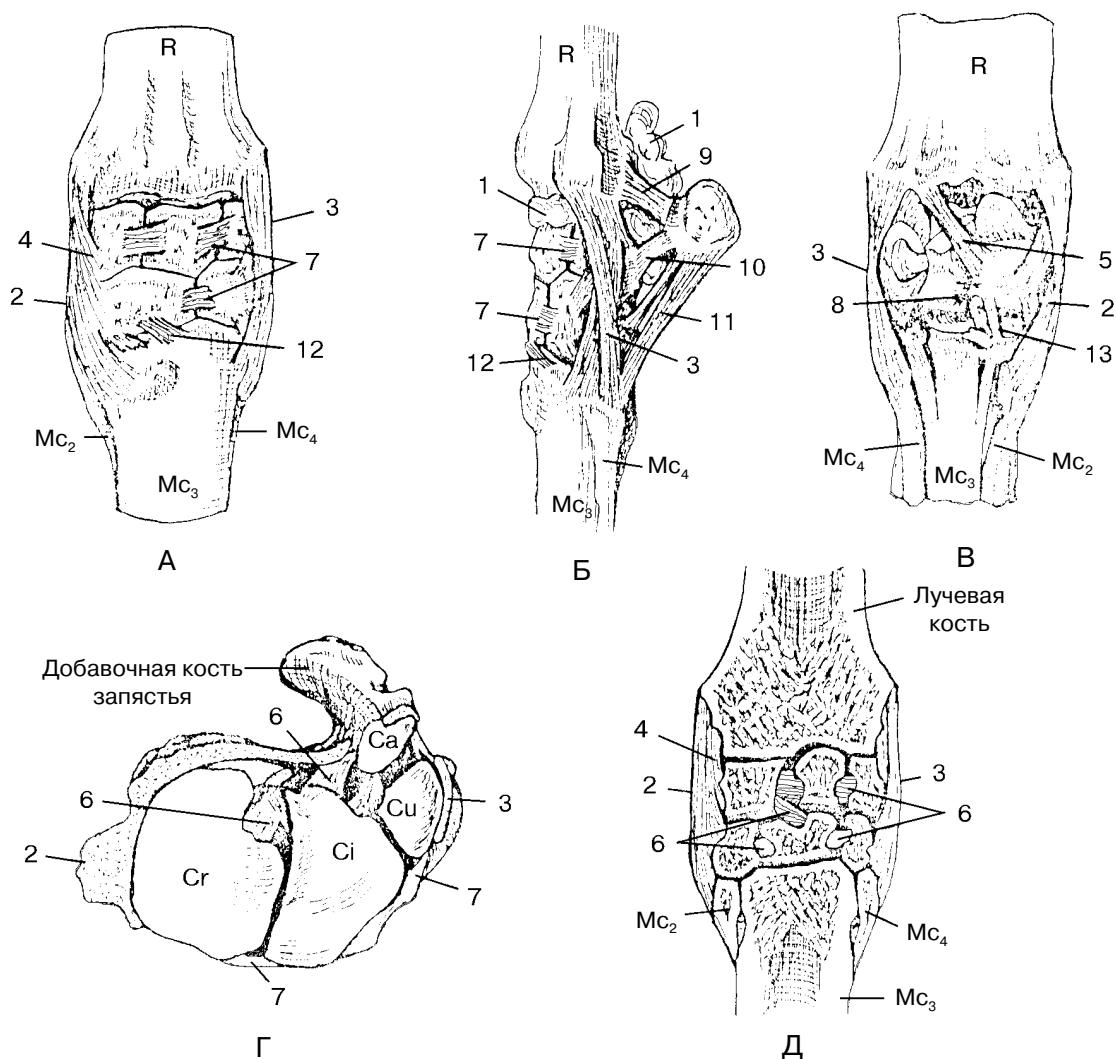 R
4
2
3
7
12
Mc₂
Mc₄
Mc₃
А
R
1
1
9
7
10
7
11
12
3
Mc₄
Mc₃
Б
R
3
5
8
2
13
Mc₄
Mc₃
Mc₂
В
Добавочная кость
запястья
6
Ca
6
Cu
3
2
Ci
Cr
7
7
Г
Лучевая
кость
4
2
3
6
6
Mc₂
Mc₄
Mc₃
Д